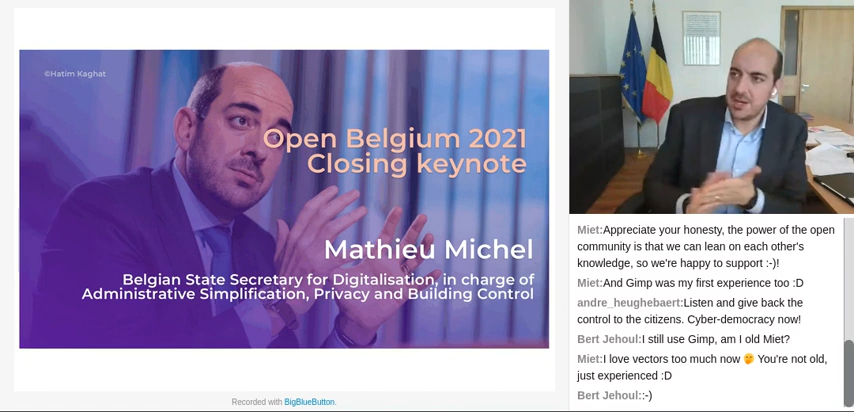 ©Hatim Kaghat
Open Belgium 2021
Closing keynote
Mathieu Michel
Belgian State Secretary for Digitalisation, in charge of
Administrative Simplification, Privacy and Building Control
Recorded with BigBlueButton.
Miet:Appreciate your honesty, the power of the open
community is that we can lean on each other's
knowledge, so we're happy to support :-)!
Miet:And Gimp was my first experience too :D
andre_heughebaert:Listen and give back the
control to the citizens. Cyber-democracy now!
Bert Jehoul:I still use Gimp, am I old Miet?
Miet:I love vectors too much now 🤔 You're not old,
just experienced :D
Bert Jehoul::-)